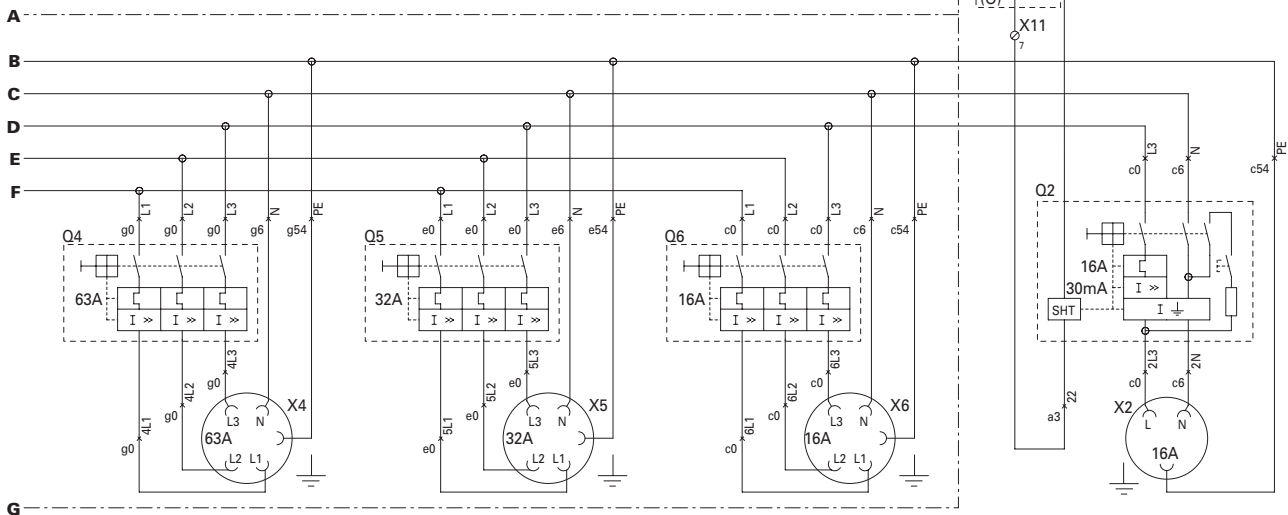 A
X11
7
B
C
D
E
F
L1 L2 L3 N PE
g0 g0 g0 g6 g54
L1 L2 L3 N PE
e0 e0 e0 e6 e54
L1 L2 L3 N PE
c0 c0 c0 c6 c54
L3 N PE
c0 c6 c54
Q4
63A
I >> I >> I >>
Q5
32A
I >> I >> I >>
Q6
16A
I >> I >> I >>
Q2
16A
30mA
I >>
SHT
I
4L1 4L2 4L3
g0 g0 g0
X4
L3 N
63A
L2 L1
5L1 5L2 5L3
e0 e0 e0
X5
L3 N
32A
L2 L1
6L1 6L2 6L3
c0 c0 c0
X6
L3 N
16A
L2 L1
22
a3
2L3 2N
c0 c6
X2
L N
16A
G